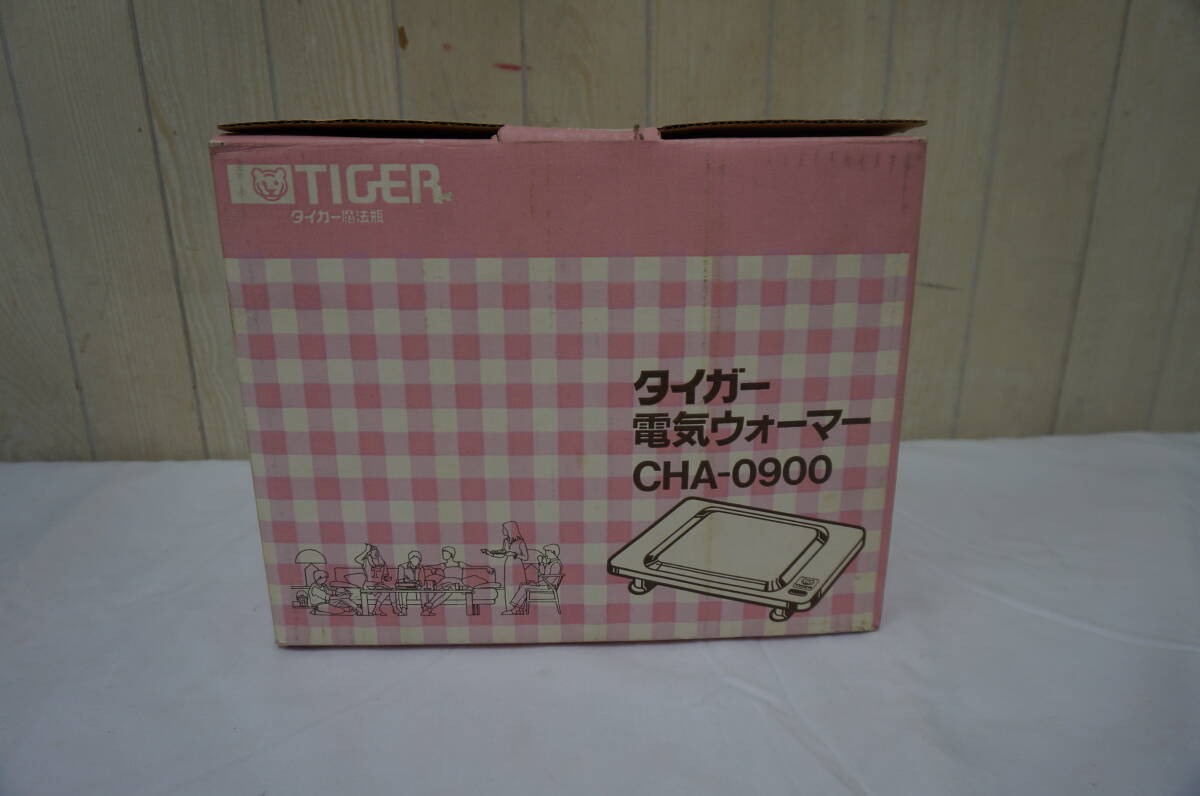 TIGER
タイガー魔法瓶
タイガー
電気ウォーマー
CHA-0900